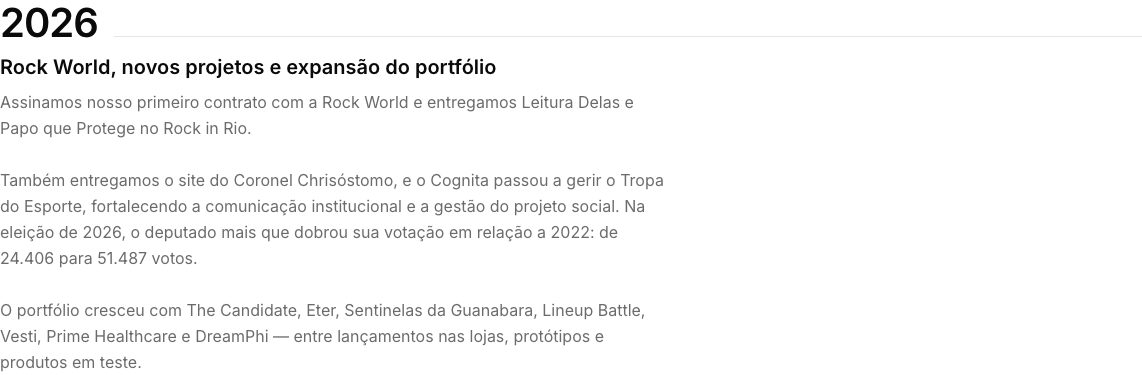 2026
Rock World, novos projetos e expansão do portfólio
Assinamos nosso primeiro contrato com a Rock World e entregamos Leitura Delas e
Papo que Protege no Rock in Rio.
Também entregamos o site do Coronel Chrisóstomo, e o Cognita passou a gerir o Tropa
do Esporte, fortalecendo a comunicação institucional e a gestão do projeto social. Na
eleição de 2026, o deputado mais que dobrou sua votação em relação a 2022: de
24.406 para 51.487 votos.
O portfólio cresceu com The Candidate, Eter, Sentinelas da Guanabara, Lineup Battle,
Vesti, Prime Healthcare e DreamPhi — entre lançamentos nas lojas, protótipos e
produtos em teste.